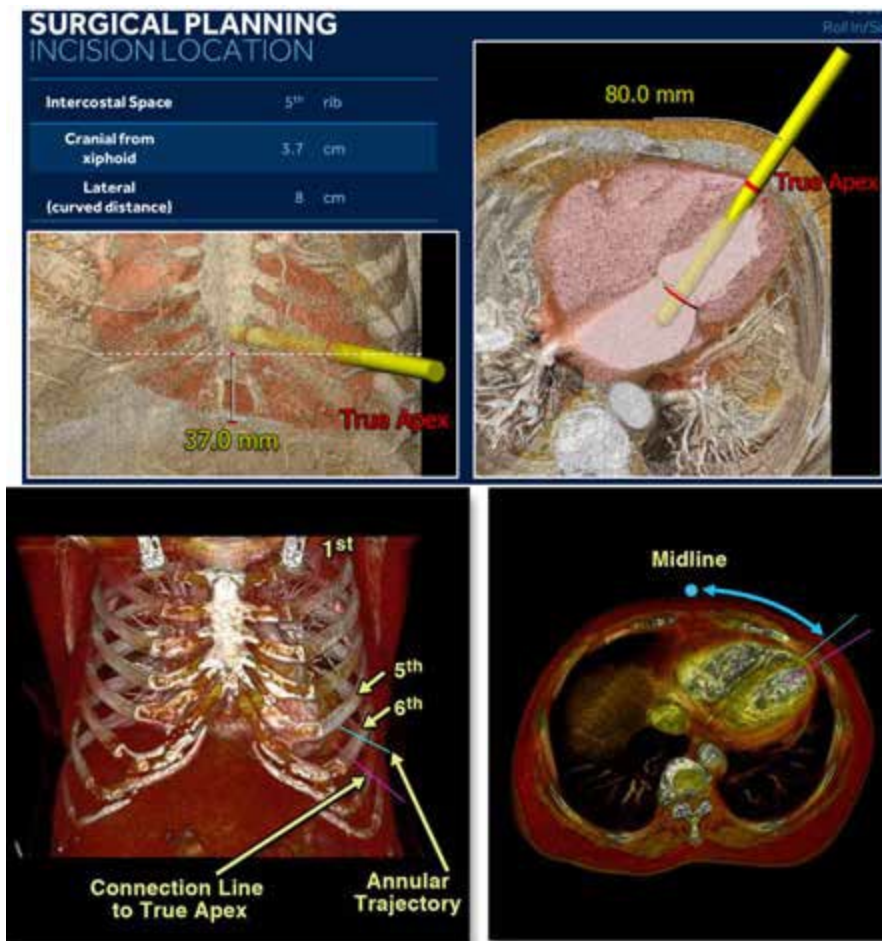 SURGICAL PLANNING
INCISION LOCATION
Intercostal Space 5th rib
Cranial from
xiphoid
3.7 cm
Lateral
(curved distance)
8 cm
80.0 mm
True Apex
True Apex
37.0 mm
1st
5th
6th
Connection Line
to True Apex
Annular
Trajectory
Midline